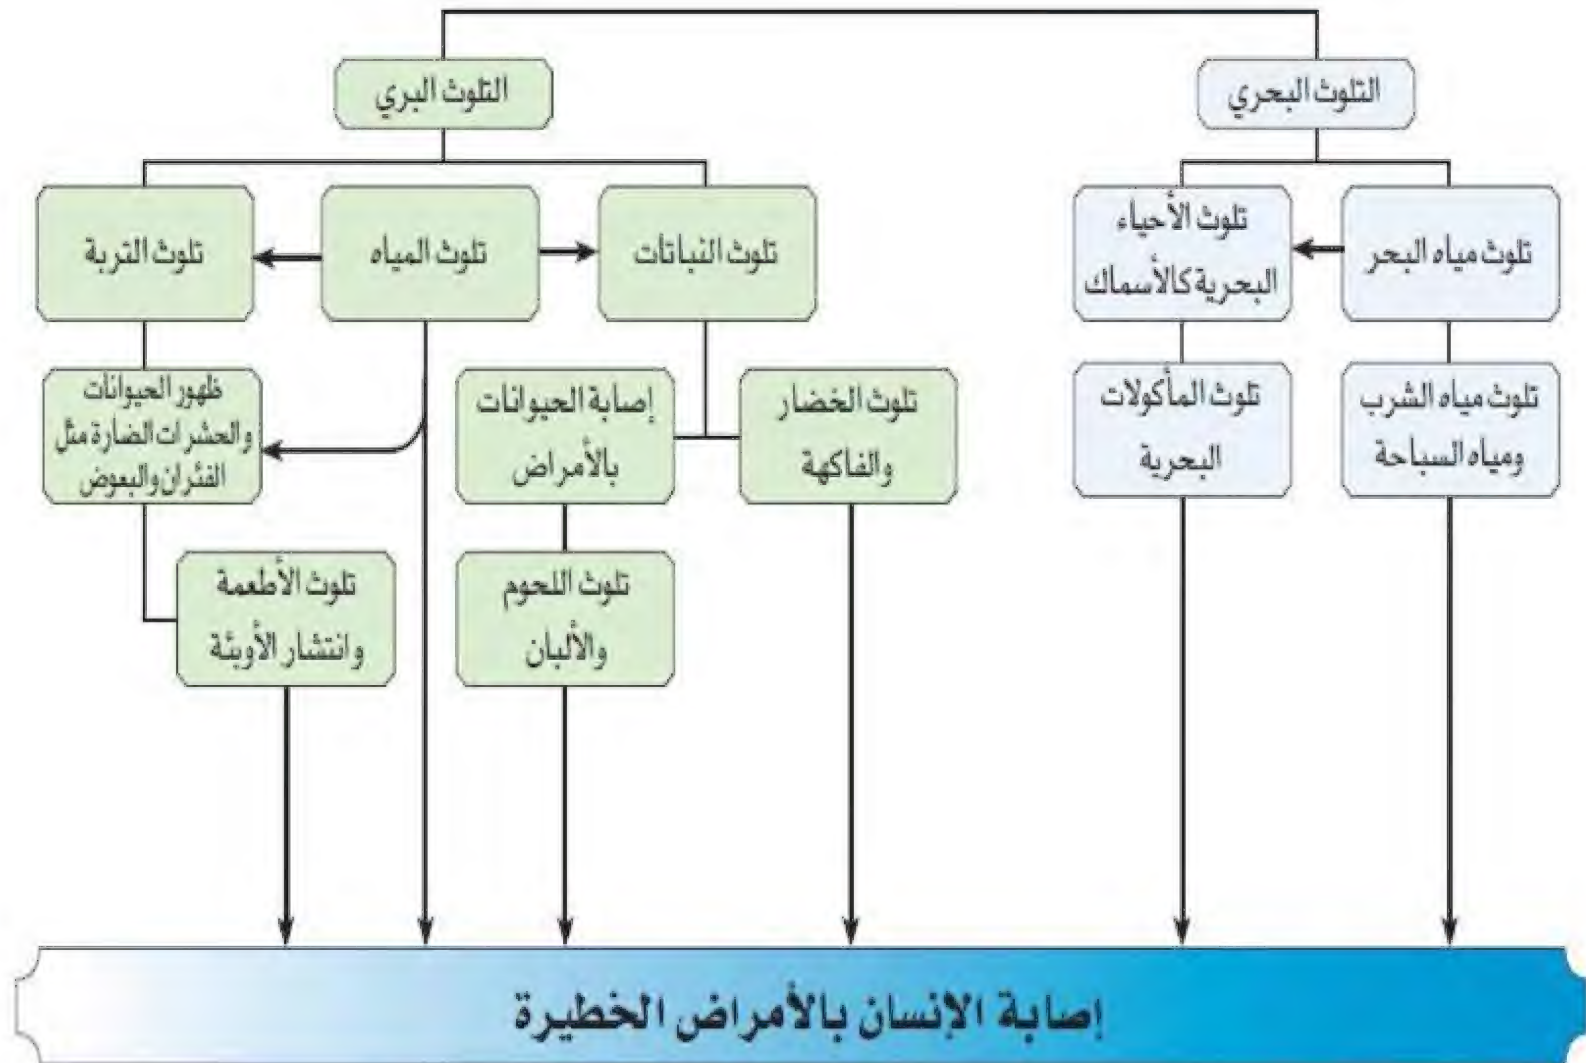 التلوث البحري
التلوث البري
تلوث مياه البحر
تلوث الأحياء
البحرية كالأسماك
تلوث النباتات
تلوث المياه
تلوث التربة
تلوث مياه الشرب
ومياه السباحة
تلوث المأكولات
البحرية
تلوث الخضار
والفاكهة
إصابة الحيوانات
بالأمراض
ظهور الحيوانات
والحشرات الضارة مثل
الفئران والبعوض
تلوث اللحوم
والألبان
تلوث الأطعمة
وانتشار الأوبئة
إصابة الإنسان بالأمراض الخطيرة